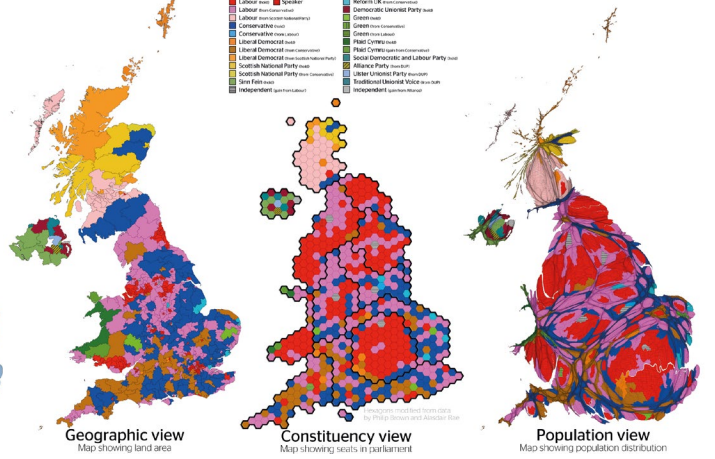 Labour (hold)
Speaker
Labour (from Conservative)
Labour (from Scottish National Party)
Conservative (hold)
Conservative (from Labour)
Liberal Democrat (hold)
Liberal Democrat (from Conservative)
Liberal Democrat (from Scottish National Party)
Scottish National Party (hold)
Scottish National Party (from Conservative)
Sinn Fein (hold)
Independent (gain from Labour)
Reform UK (from Conservative)
Democratic Unionist Party (hold)
Green (hold)
Green (from Conservative)
Green (from Labour)
Plaid Cymru (hold)
Plaid Cymru (gain from Conservative)
Social Democratic and Labour Party (hold)
Alliance Party (from DUP)
Ulster Unionist Party (from DUP)
Traditional Unionist Voice (from DUP)
Independent (gain from Alliance)
Hexagons modified from data
by Philip Brown and Alasdair Rae
Geographic view
Map showing land area
Constituency view
Map showing seats in parliament
Population view
Map showing population distribution